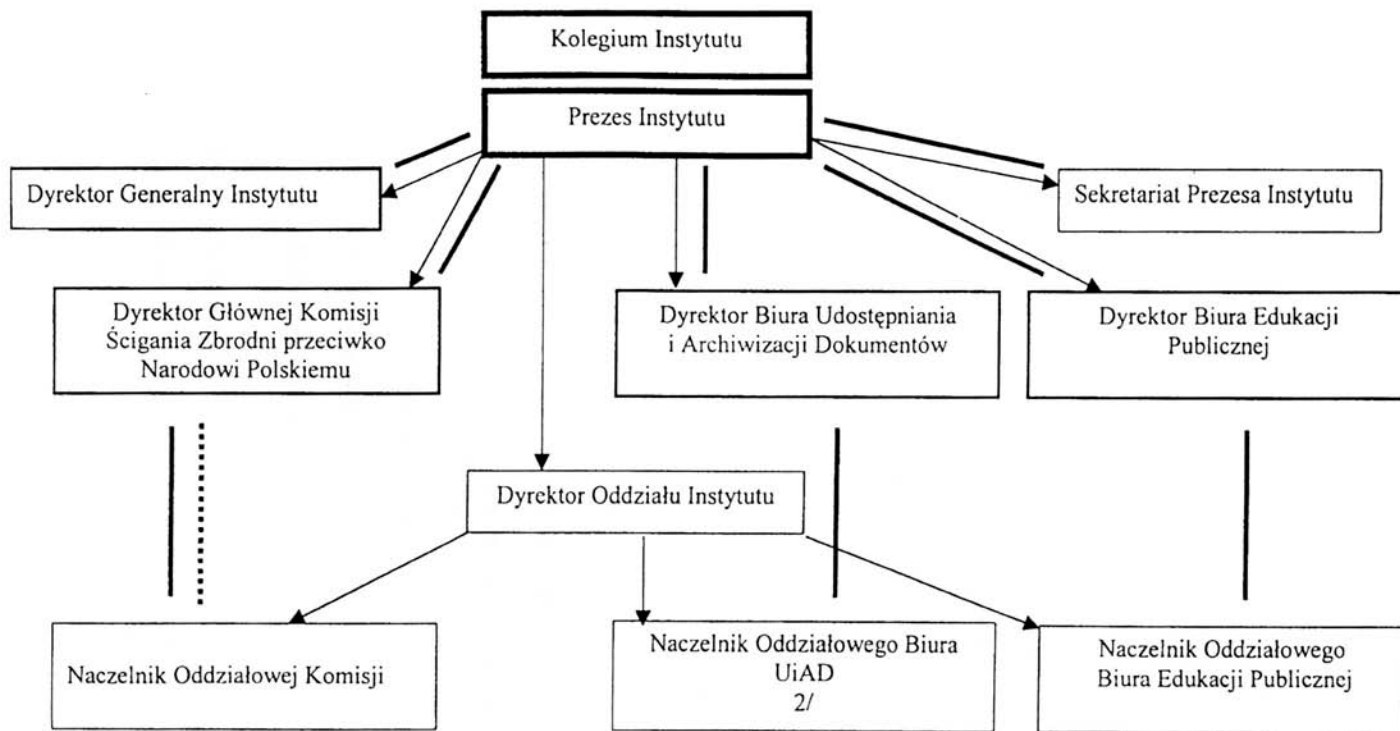 Kolegium Instytutu
Prezes Instytutu
Dyrektor Generalny Instytutu
Sekretariat Prezesa Instytutu
Dyrektor Głównej Komisji
Ścigania Zbrodni przeciwko
Narodowi Polskiemu
Dyrektor Biura Udostępniania
i Archiwizacji Dokumentów
Dyrektor Biura Edukacji
Publicznej
Dyrektor Oddziału Instytutu
Naczelnik Oddziałowej Komisji
Naczelnik Oddziałowego Biura
UiAD
2/
Naczelnik Oddziałowego
Biura Edukacji Publicznej